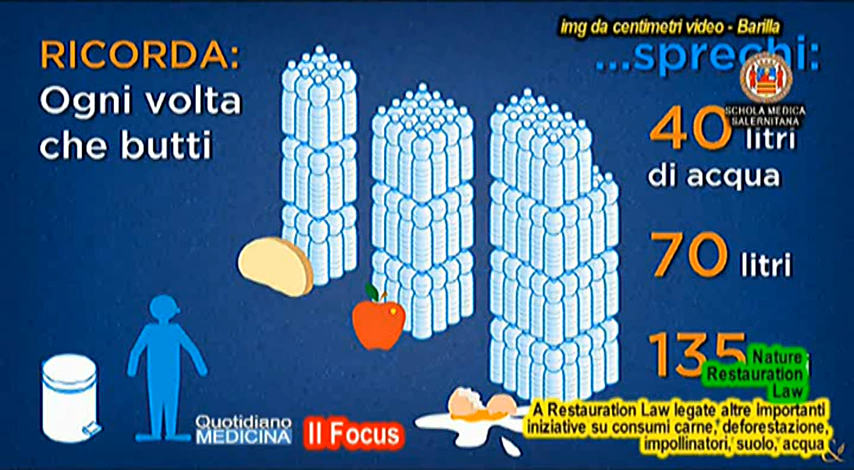 img da centimetri video - Barilla
RICORDA:
Ogni volta
che butti
...sprechi:
SCHOLA MEDICA
SALERNITANA
40 litri
di acqua
70 litri
135
Nature
Restauration
Law
Quotidiano
MEDICINA
Il Focus
A Restauration Law legate altre importanti
iniziative su consumi carne, deforestazione,
impollinatori, suolo, acqua